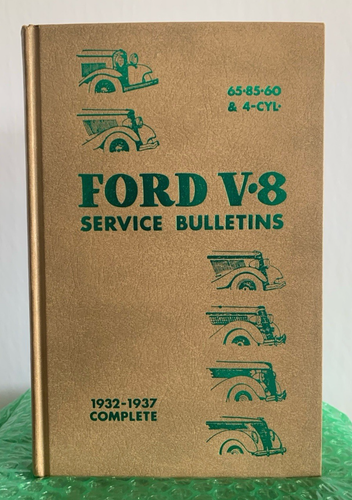 65·85·60
& 4-CYL·
FORD V·8
SERVICE BULLETINS
1932-1937
COMPLETE